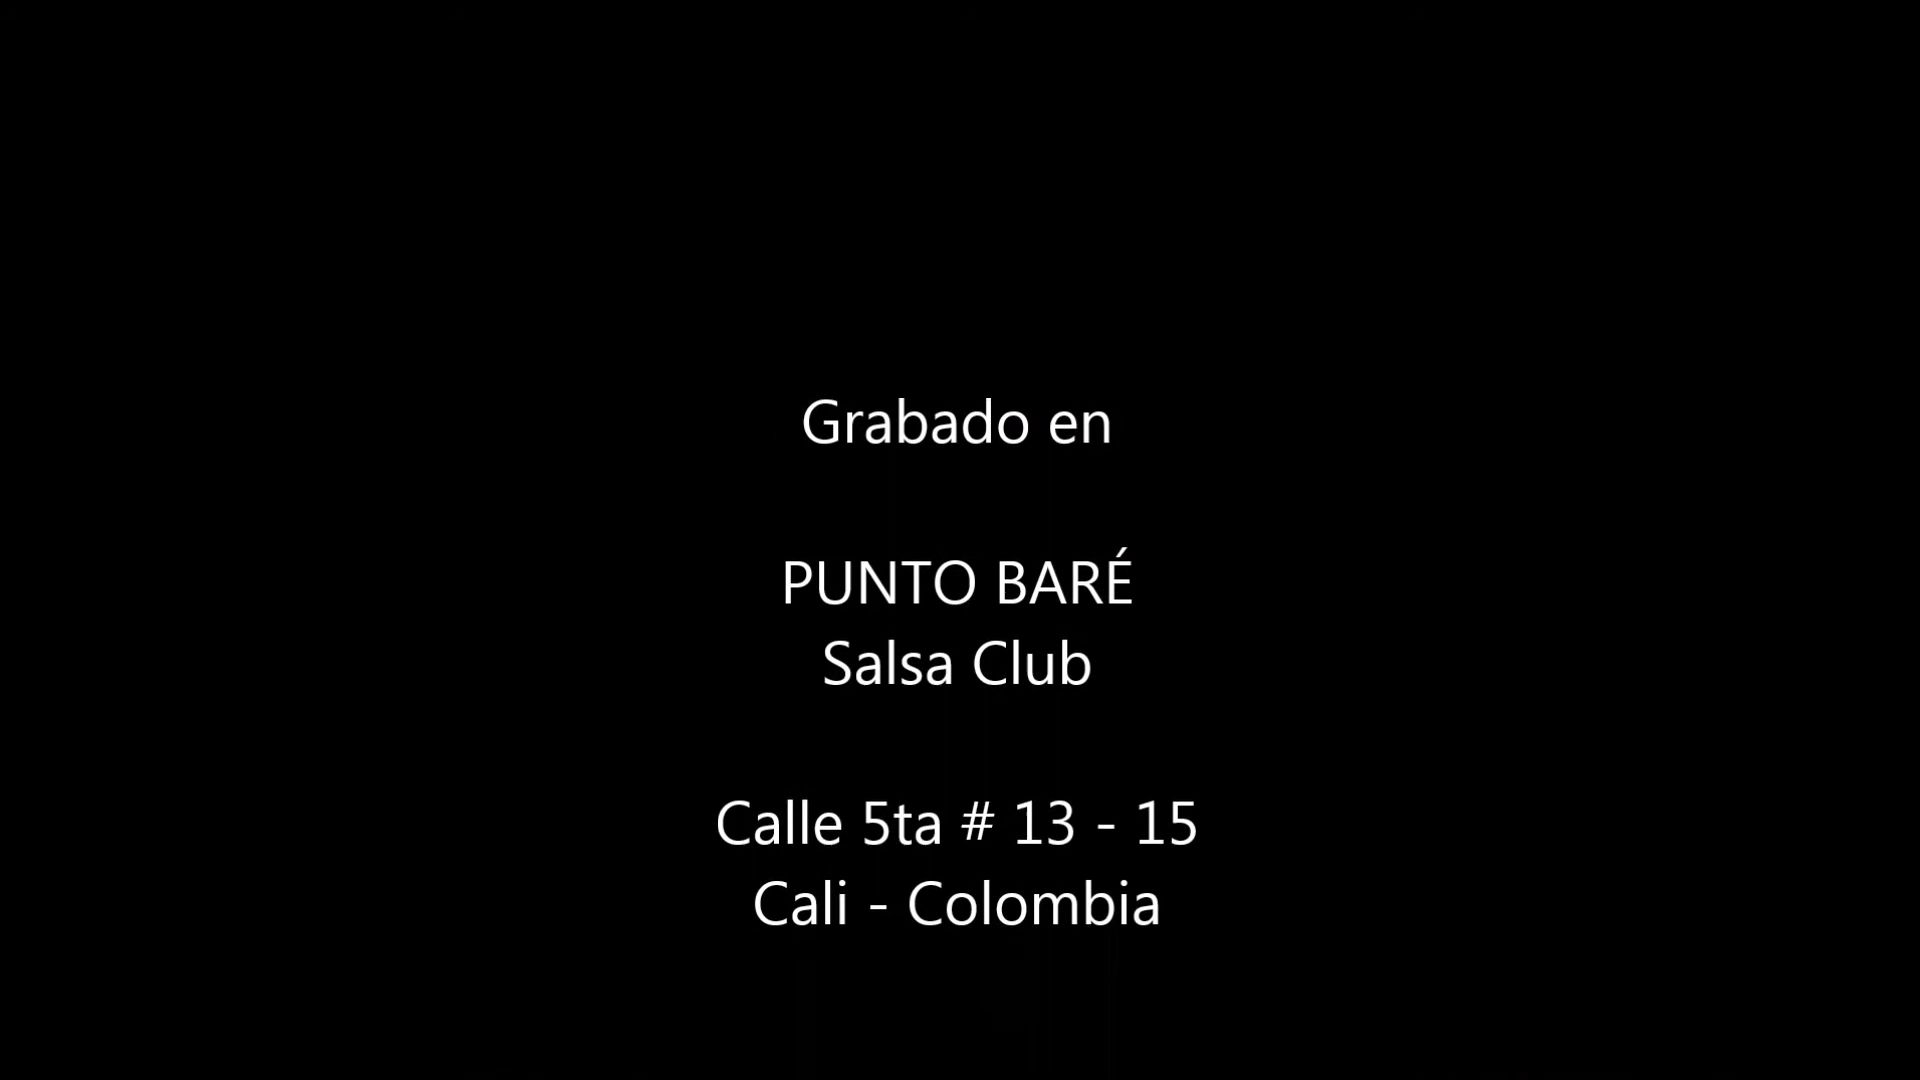 Grabado en
PUNTO BARÉ
Salsa Club
Calle 5ta # 13 - 15
Cali - Colombia